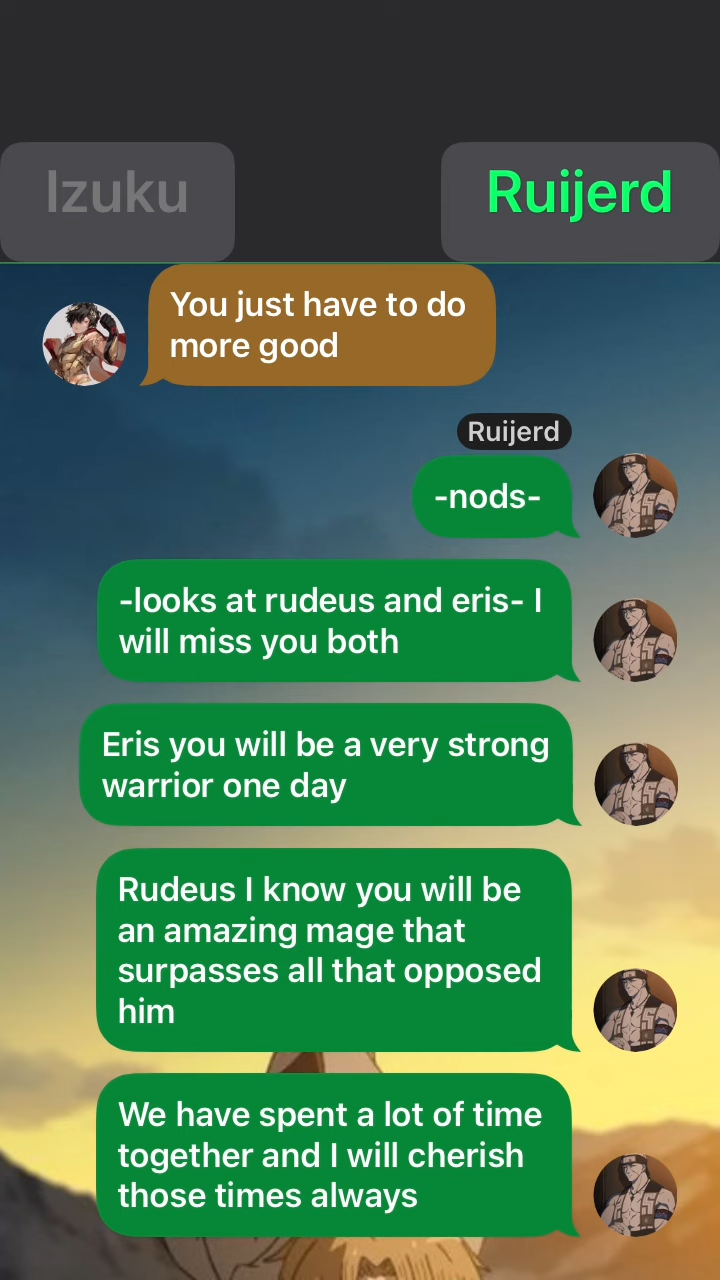 Izuku
Ruijerd
You just have to do
more good
Ruijerd
-nods-
-looks at rudeus and eris- I
will miss you both
Eris you will be a very strong
warrior one day
Rudeus I know you will be
an amazing mage that
surpasses all that opposed
him
We have spent a lot of time
together and I will cherish
those times always